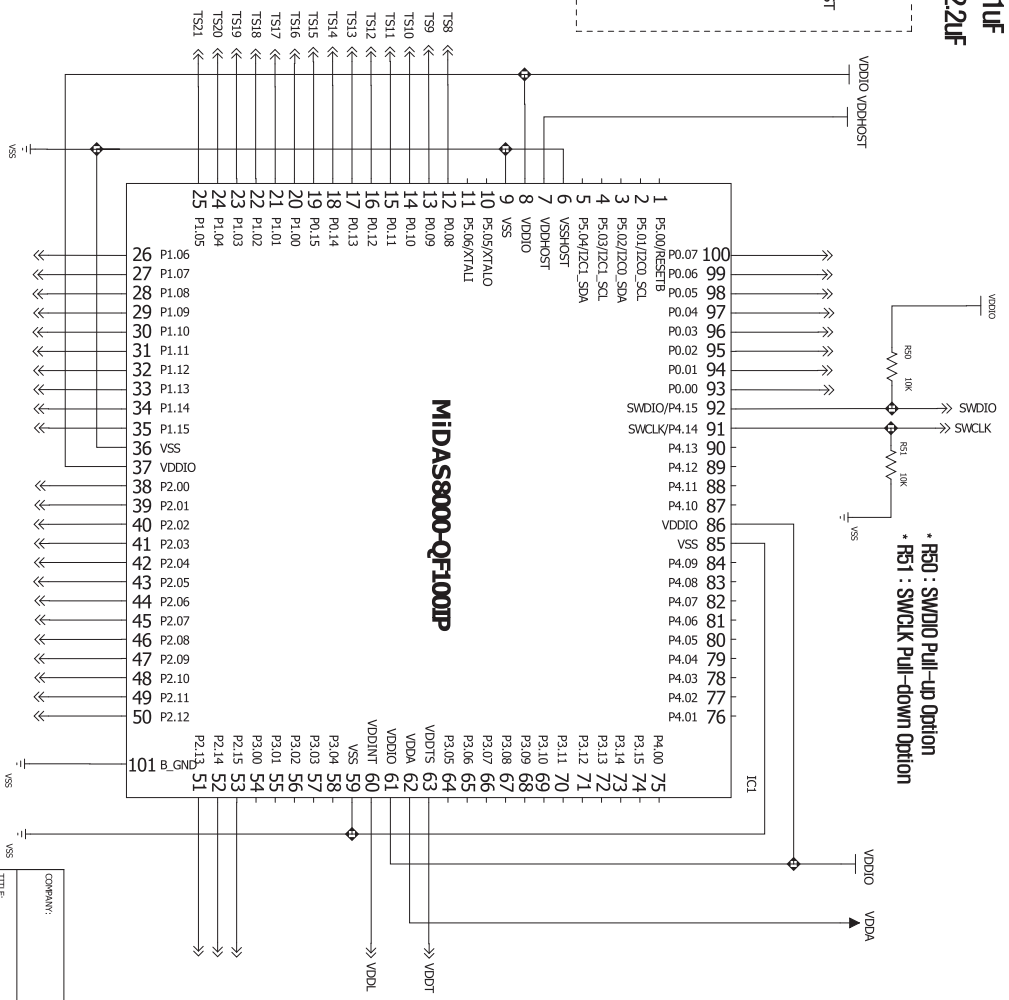 1uF
2.2uF
PT
TS21
TS20
TS19
TS18
TS17
TS16
TS15
TS14
TS13
TS12
TS11
TS10
TS9
TS8
VDDIO
VDDHOST
VSS
25 P1.05
24 P1.04
23 P1.03
22 P1.02
21 P1.01
20 P1.00
19 P0.15
18 P0.14
17 P0.13
16 P0.12
15 P0.11
14 P0.10
13 P0.09
12 P0.08
11 P5.06/XTALI
10 P5.05/XTALO
9 VSS
8 VDDIO
7 VDDHOST
6 VSSHOST
5 P5.04/I2C1_SDA
4 P5.03/I2C1_SCL
3 P5.02/I2C0_SDA
2 P5.01/I2C0_SCL
1 P5.00/RESETB
26 P1.06
27 P1.07
28 P1.08
29 P1.09
30 P1.10
31 P1.11
32 P1.12
33 P1.13
34 P1.14
35 P1.15
36 VSS
37 VDDIO
38 P2.00
39 P2.01
40 P2.02
41 P2.03
42 P2.04
43 P2.05
44 P2.06
45 P2.07
46 P2.08
47 P2.09
48 P2.10
49 P2.11
50 P2.12
101 B_GND
MiDAS8000-QF100IP
P0.07 100
P0.06 99
P0.05 98
P0.04 97
P0.03 96
P0.02 95
P0.01 94
P0.00 93
SWDIO/P4.15 92
SWCLK/P4.14 91
P4.13 90
P4.12 89
P4.11 88
P4.10 87
VDDIO 86
VSS 85
P4.09 84
P4.08 83
P4.07 82
P4.06 81
P4.05 80
P4.04 79
P4.03 78
P4.02 77
P4.01 76
P2.13 51
P2.14 52
P2.15 53
P3.00 54
P3.01 55
P3.02 56
P3.03 57
P3.04 58
VSS 59
VDDINT 60
VDDIO 61
VDDA 62
VDDTS 63
P3.05 64
P3.06 65
P3.07 66
P3.08 67
P3.09 68
P3.10 69
P3.11 70
P3.12 71
P3.13 72
P3.14 73
P3.15 74
P4.00 75
IC1
VDDIO
R50 10K
SWDIO
SWCLK
R51 10K
VSS
* R50 : SWDIO Pull-up Option
* R51 : SWCLK Pull-down Option
VSS
VSS
VDDL
VDDT
VDDIO
VDDA
COMPANY:
TITLE: